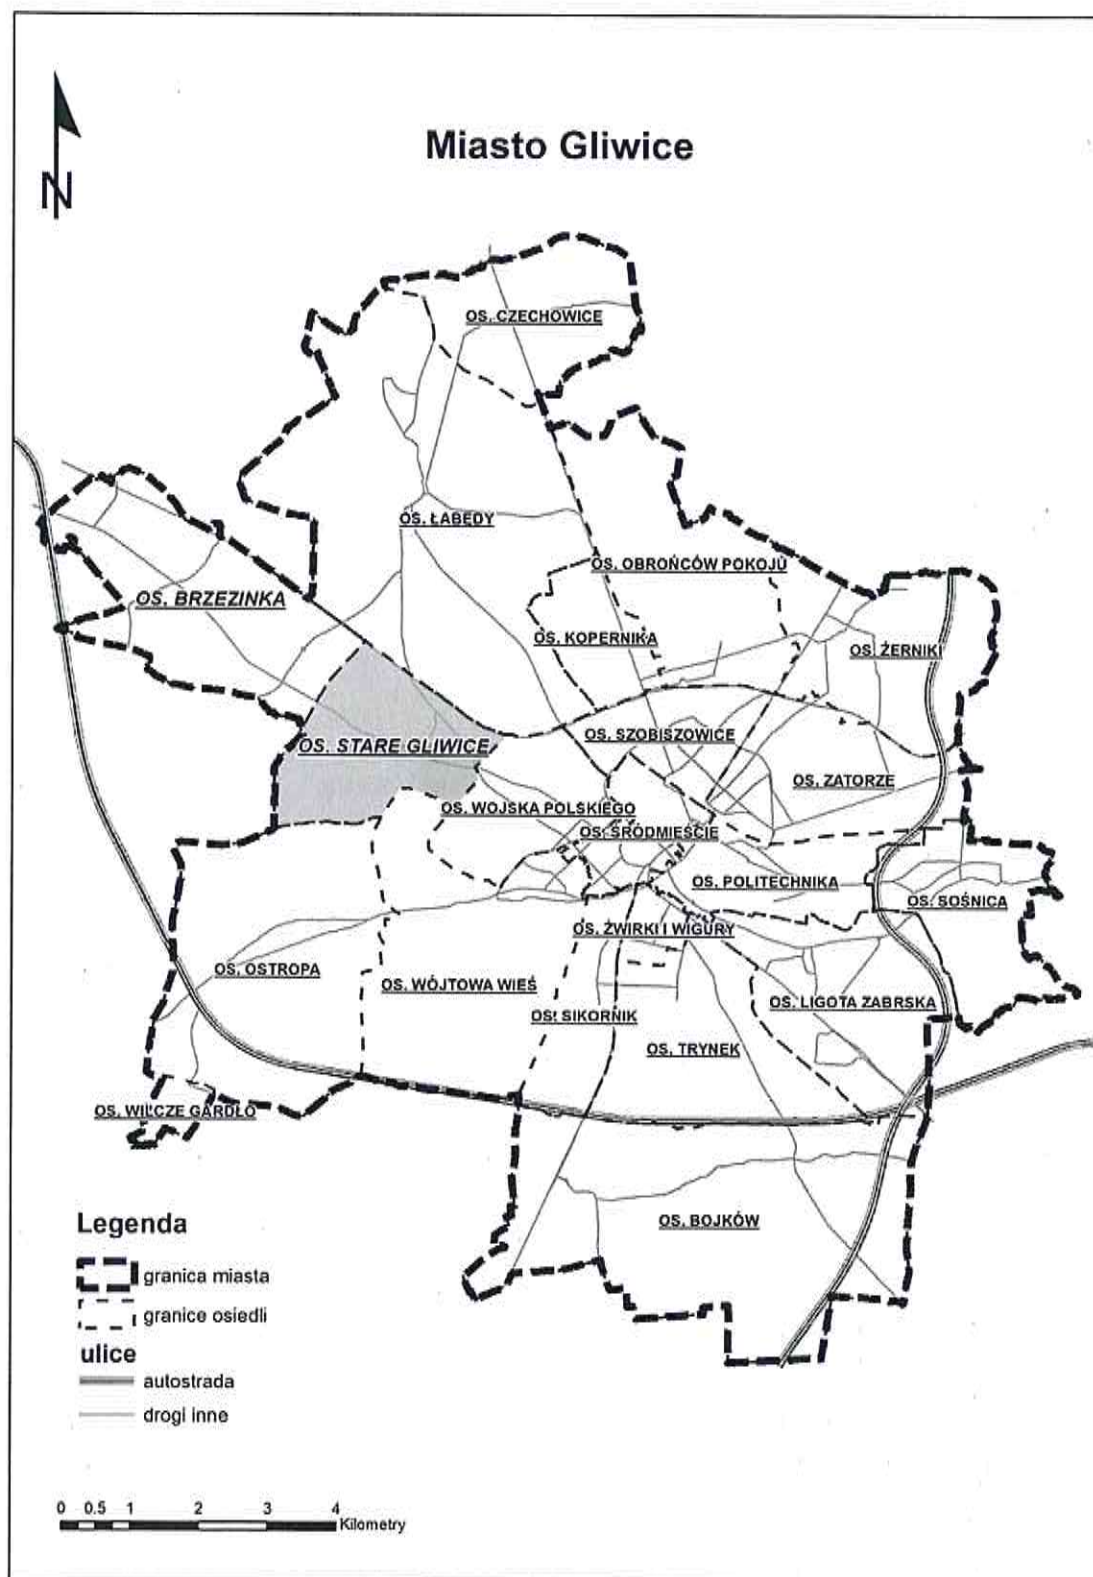 Miasto Gliwice
N
OS. CZECHOWICE
OS. ŁABĘDY
OS. OBROŃCÓW POKOJU
OS. BRZEZINKA
OS. KOPERNIKA
OS. ŻERNIKI
OS. SZOBISZOWICE
OS. STARE GLIWICE
OS. ZATORZE
OS. WOJSKA POLSKIEGO
OS. ŚRÓDMIEŚCIE
OS. POLITECHNIKA
OS. SOŚNICA
OS. ŻWIRKI I WIGURY
OS. OSTROPA
OS. WÓJTOWA WIEŚ
OS. LIGOTA ZABRSKA
OS. SIKORNIK
OS. TRYNEK
OS. WILCZE GARDŁO
OS. BOJKÓW
Legenda
granica miasta
granice osiedli
ulice
autostrada
drogi inne
0 0.5 1 2 3 4
Kilometry